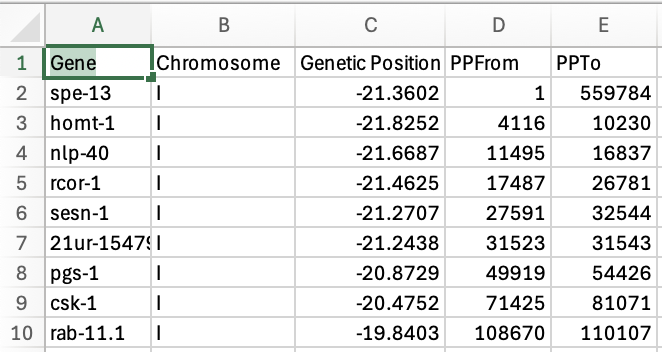 A B C D E
1 Gene Chromosome Genetic Position PPFrom PPTo
2 spe-13 I -21.3602 1 559784
3 homt-1 I -21.8252 4116 10230
4 nlp-40 I -21.6687 11495 16837
5 rcor-1 I -21.4625 17487 26781
6 sesn-1 I -21.2707 27591 32544
7 21ur-15479 I -21.2438 31523 31543
8 pgs-1 I -20.8729 49919 54426
9 csk-1 I -20.4752 71425 81071
10 rab-11.1 I -19.8403 108670 110107